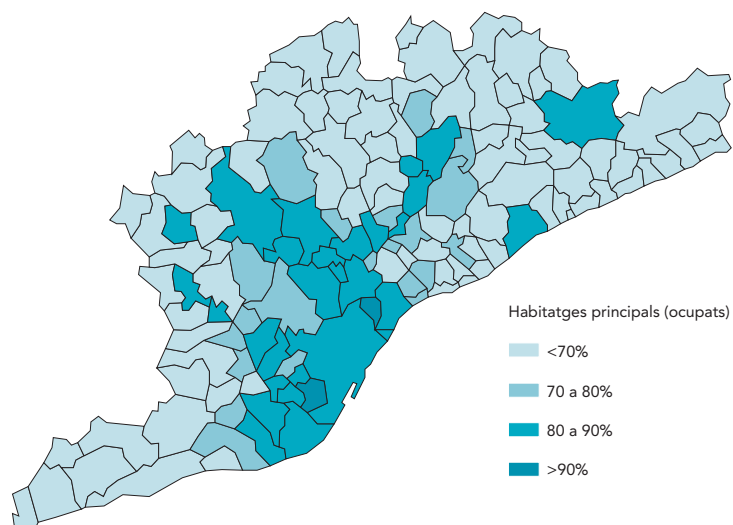 Habitatges principals (ocupats)
<70%
70 a 80%
80 a 90%
>90%